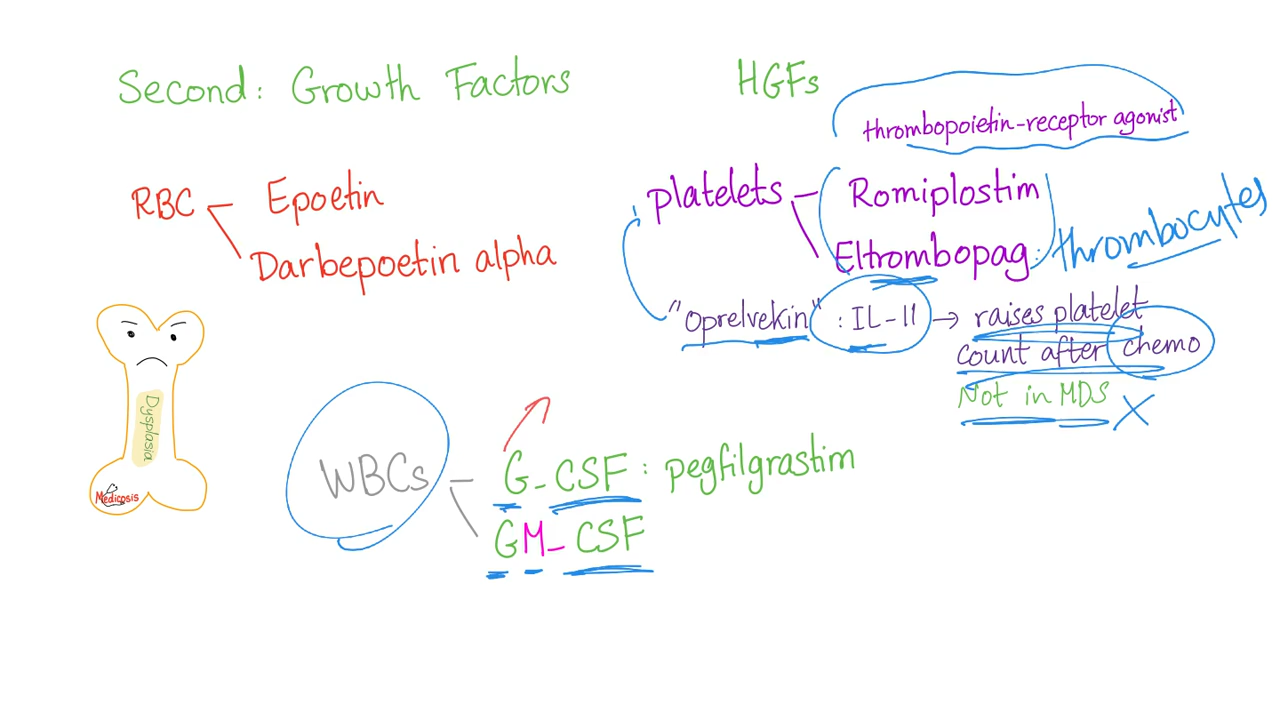 Second: Growth Factors
HGFs
thrombopoietin-receptor agonist
RBC
Epoetin
Darbepoetin alpha
Platelets
Romiplostim
Eltrombopag: thrombocytes
"Oprelvekin" : IL-11 → raises platelet
count after chemo
Not in MDS X
Dysplasia
Medicosis
WBCs
G-CSF: pegfilgrastim
GM-CSF